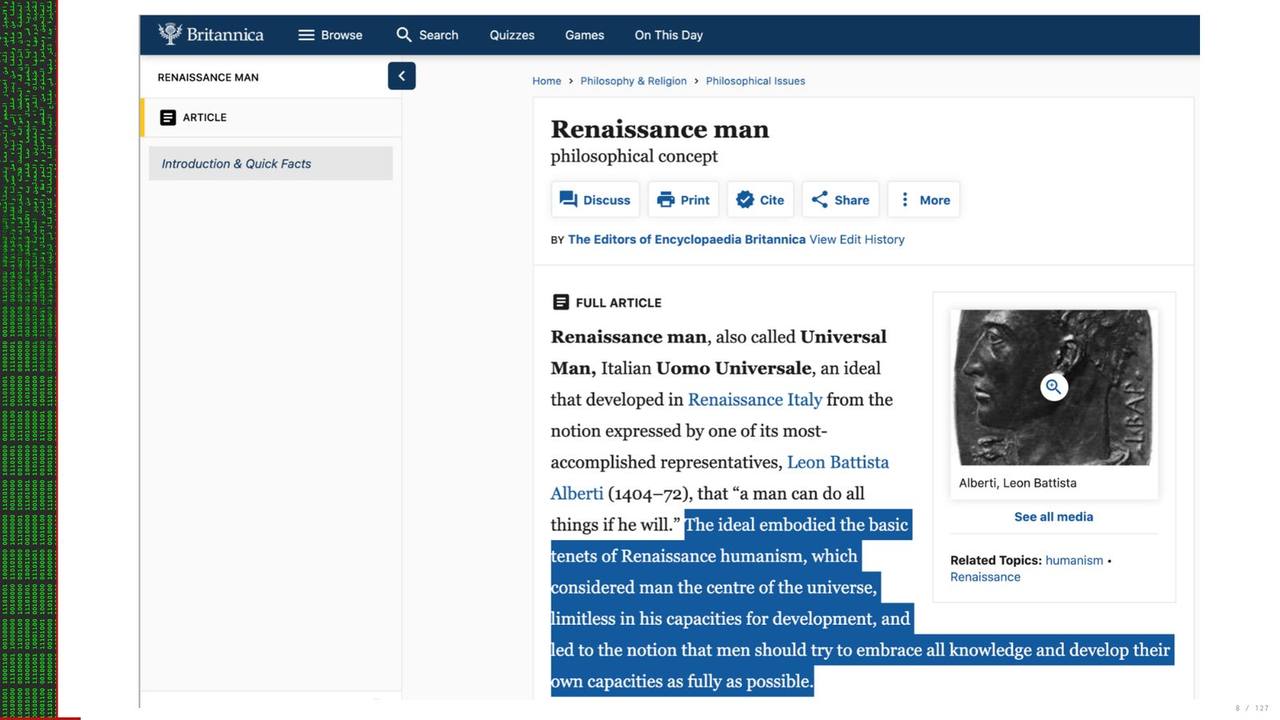 Britannica
Browse
Search
Quizzes
Games
On This Day
RENAISSANCE MAN
ARTICLE
Introduction & Quick Facts
Home > Philosophy & Religion > Philosophical Issues
Renaissance man
philosophical concept
Discuss
Print
Cite
Share
More
BY The Editors of Encyclopaedia Britannica View Edit History
FULL ARTICLE
Renaissance man, also called Universal
Man, Italian Uomo Universale, an ideal
that developed in Renaissance Italy from the
notion expressed by one of its most-
accomplished representatives, Leon Battista
Alberti (1404–72), that “a man can do all
things if he will.” The ideal embodied the basic
tenets of Renaissance humanism, which
considered man the centre of the universe,
limitless in his capacities for development, and
led to the notion that men should try to embrace all knowledge and develop their
own capacities as fully as possible.
Alberti, Leon Battista
See all media
Related Topics: humanism •
Renaissance
8 / 127